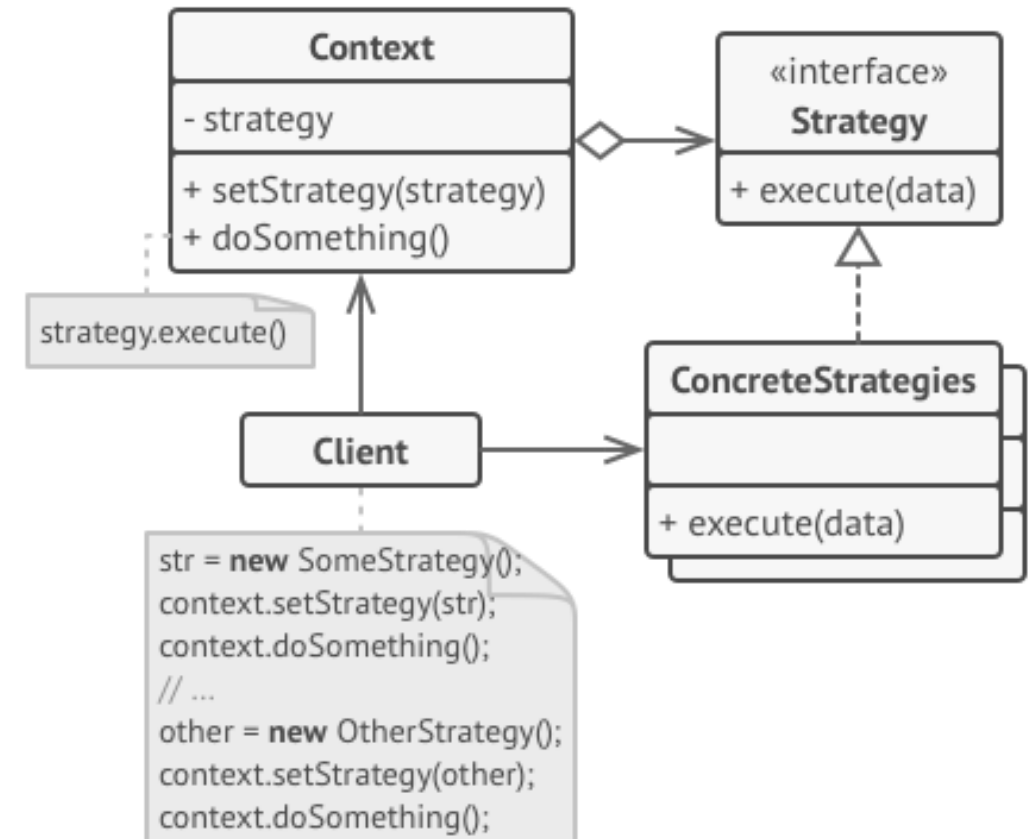 Context
- strategy
+ setStrategy(strategy)
+ doSomething()
«interface»
Strategy
+ execute(data)
strategy.execute()
Client
ConcreteStrategies
+ execute(data)
str = new SomeStrategy();
context.setStrategy(str);
context.doSomething();
// ...
other = new OtherStrategy();
context.setStrategy(other);
context.doSomething();